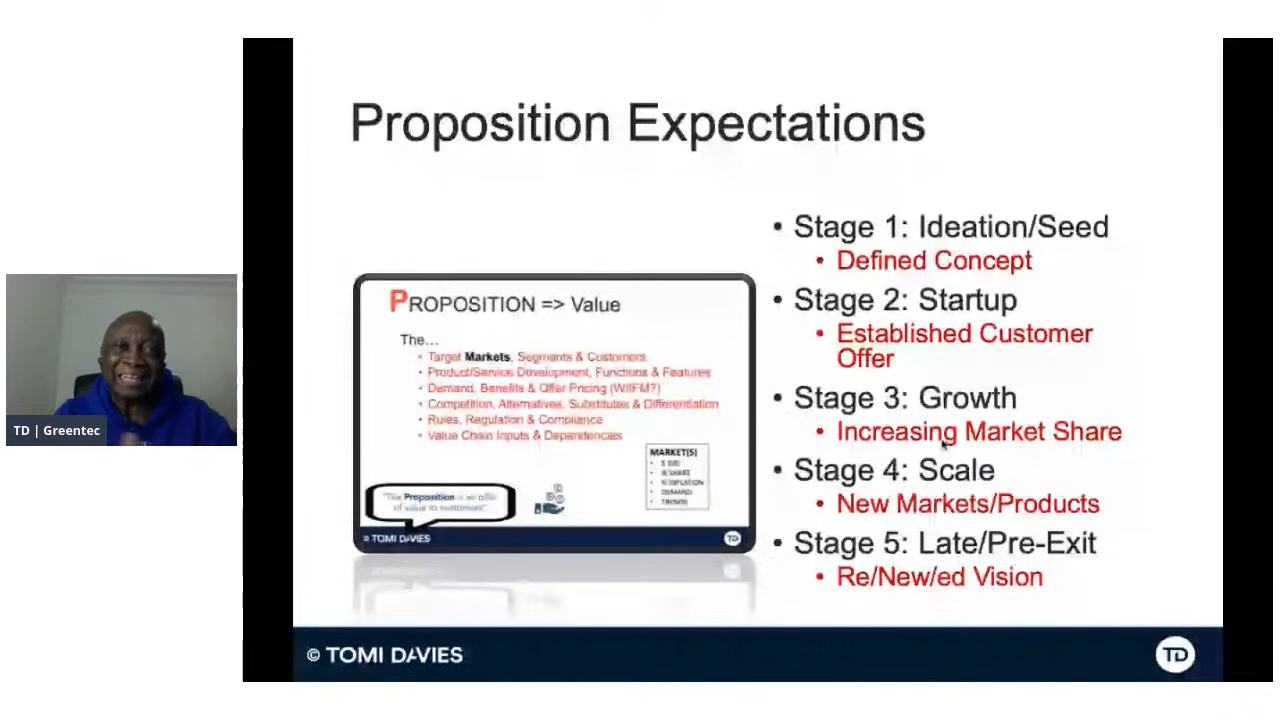 Proposition Expectations
• Stage 1: Ideation/Seed
• Defined Concept
• Stage 2: Startup
• Established Customer
Offer
• Stage 3: Growth
• Increasing Market Share
• Stage 4: Scale
• New Markets/Products
• Stage 5: Late/Pre-Exit
• Re/New/ed Vision
PROPOSITION => Value
The...
• Target Markets, Segments & Customers
• Product/Service Development, Functions & Features
• Demand, Benefits & Offer Pricing (WIIFM?)
• Competition, Alternatives, Substitutes & Differentiation
• Rules, Regulation & Compliance
• Value Chain Inputs & Dependencies
MARKET(S)
• % SHARE
• DEMAND
• TRENDS
"The Proposition is an offer
of value to customers"
© TOMI DAVIES
TD
TD | Greentec
© TOMI DAVIES
TD